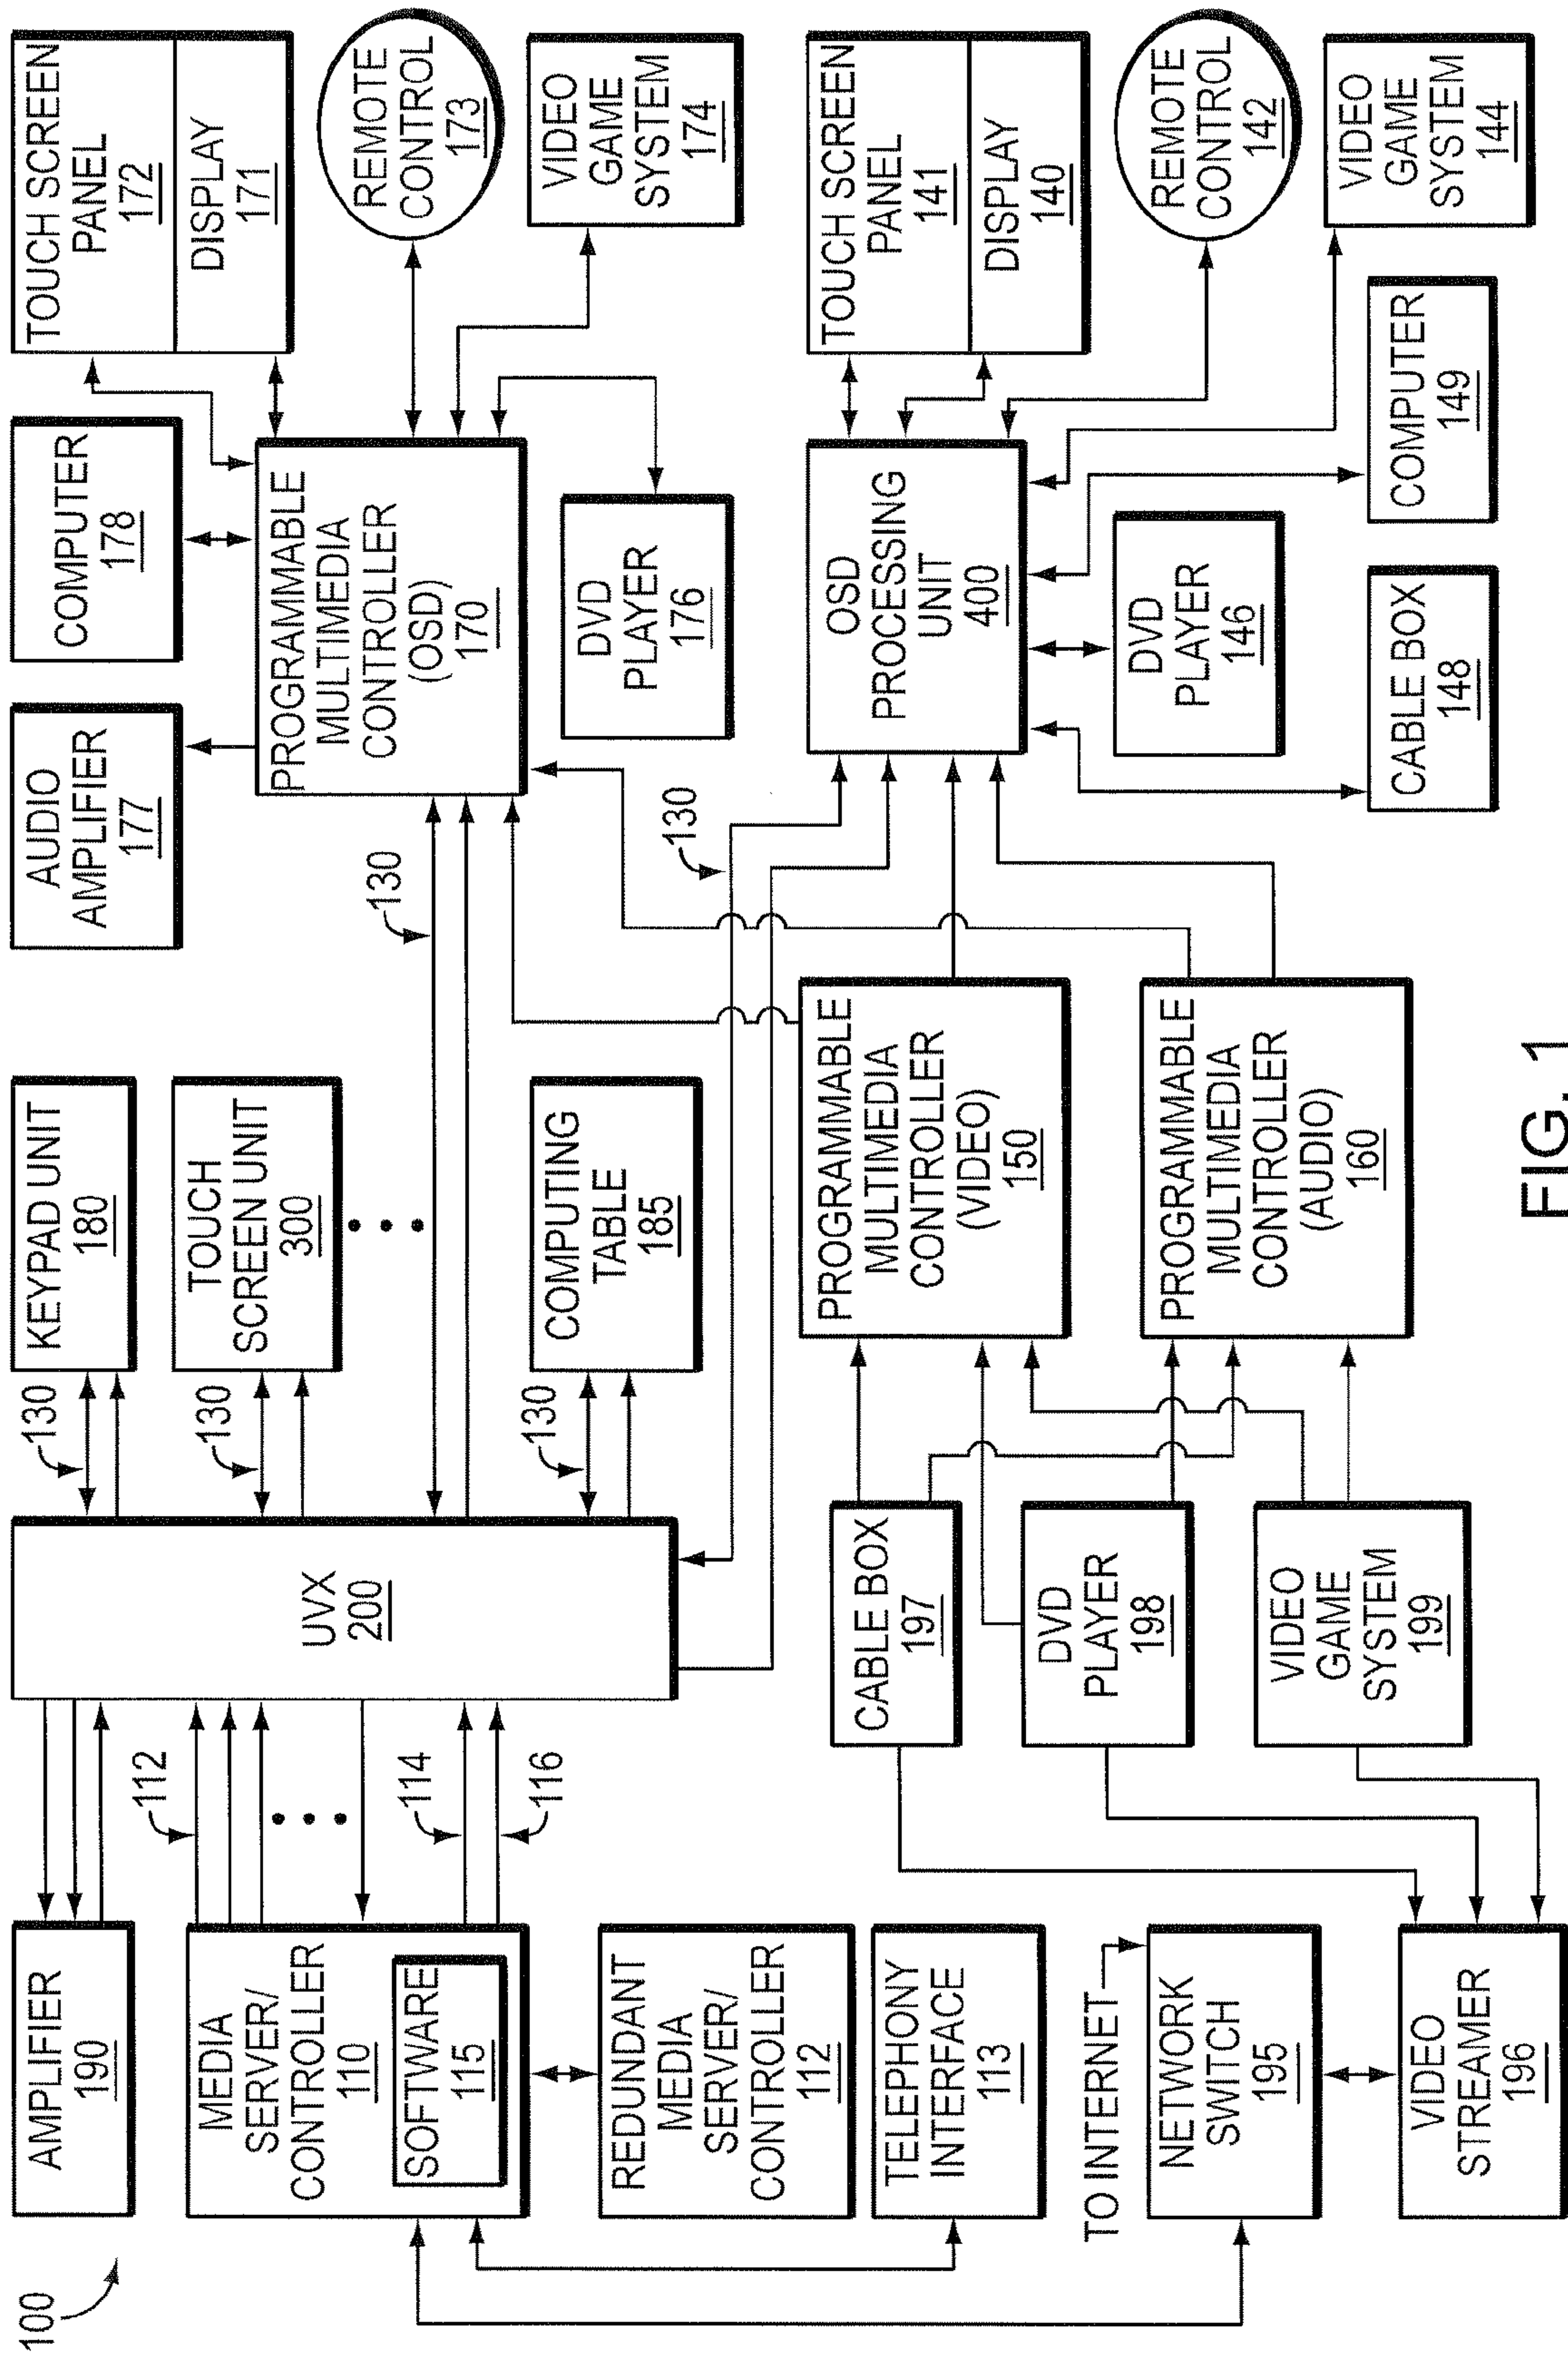 100
AMPLIFIER
190
MEDIA
SERVER/
CONTROLLER
110
SOFTWARE
115
REDUNDANT
MEDIA
SERVER/
CONTROLLER
112
TELEPHONY
INTERFACE
113
TO INTERNET
NETWORK
SWITCH
195
VIDEO
STREAMER
196
112
114
116
UVX
200
CABLE BOX
197
DVD
PLAYER
198
VIDEO
GAME
SYSTEM
199
130
130
130
KEYPAD UNIT
180
TOUCH
SCREEN UNIT
300
COMPUTING
TABLE
185
PROGRAMMABLE
MULTIMEDIA
CONTROLLER
(VIDEO)
150
PROGRAMMABLE
MULTIMEDIA
CONTROLLER
(AUDIO)
160
130
130
AUDIO
AMPLIFIER
177
COMPUTER
178
PROGRAMMABLE
MULTIMEDIA
CONTROLLER
(OSD)
170
DVD
PLAYER
176
OSD
PROCESSING
UNIT
400
DVD
PLAYER
146
CABLE BOX
148
COMPUTER
149
TOUCH SCREEN
PANEL
172
DISPLAY
171
REMOTE
CONTROL
173
VIDEO
GAME
SYSTEM
174
TOUCH SCREEN
PANEL
141
DISPLAY
140
REMOTE
CONTROL
142
VIDEO
GAME
SYSTEM
144
FIG. 1